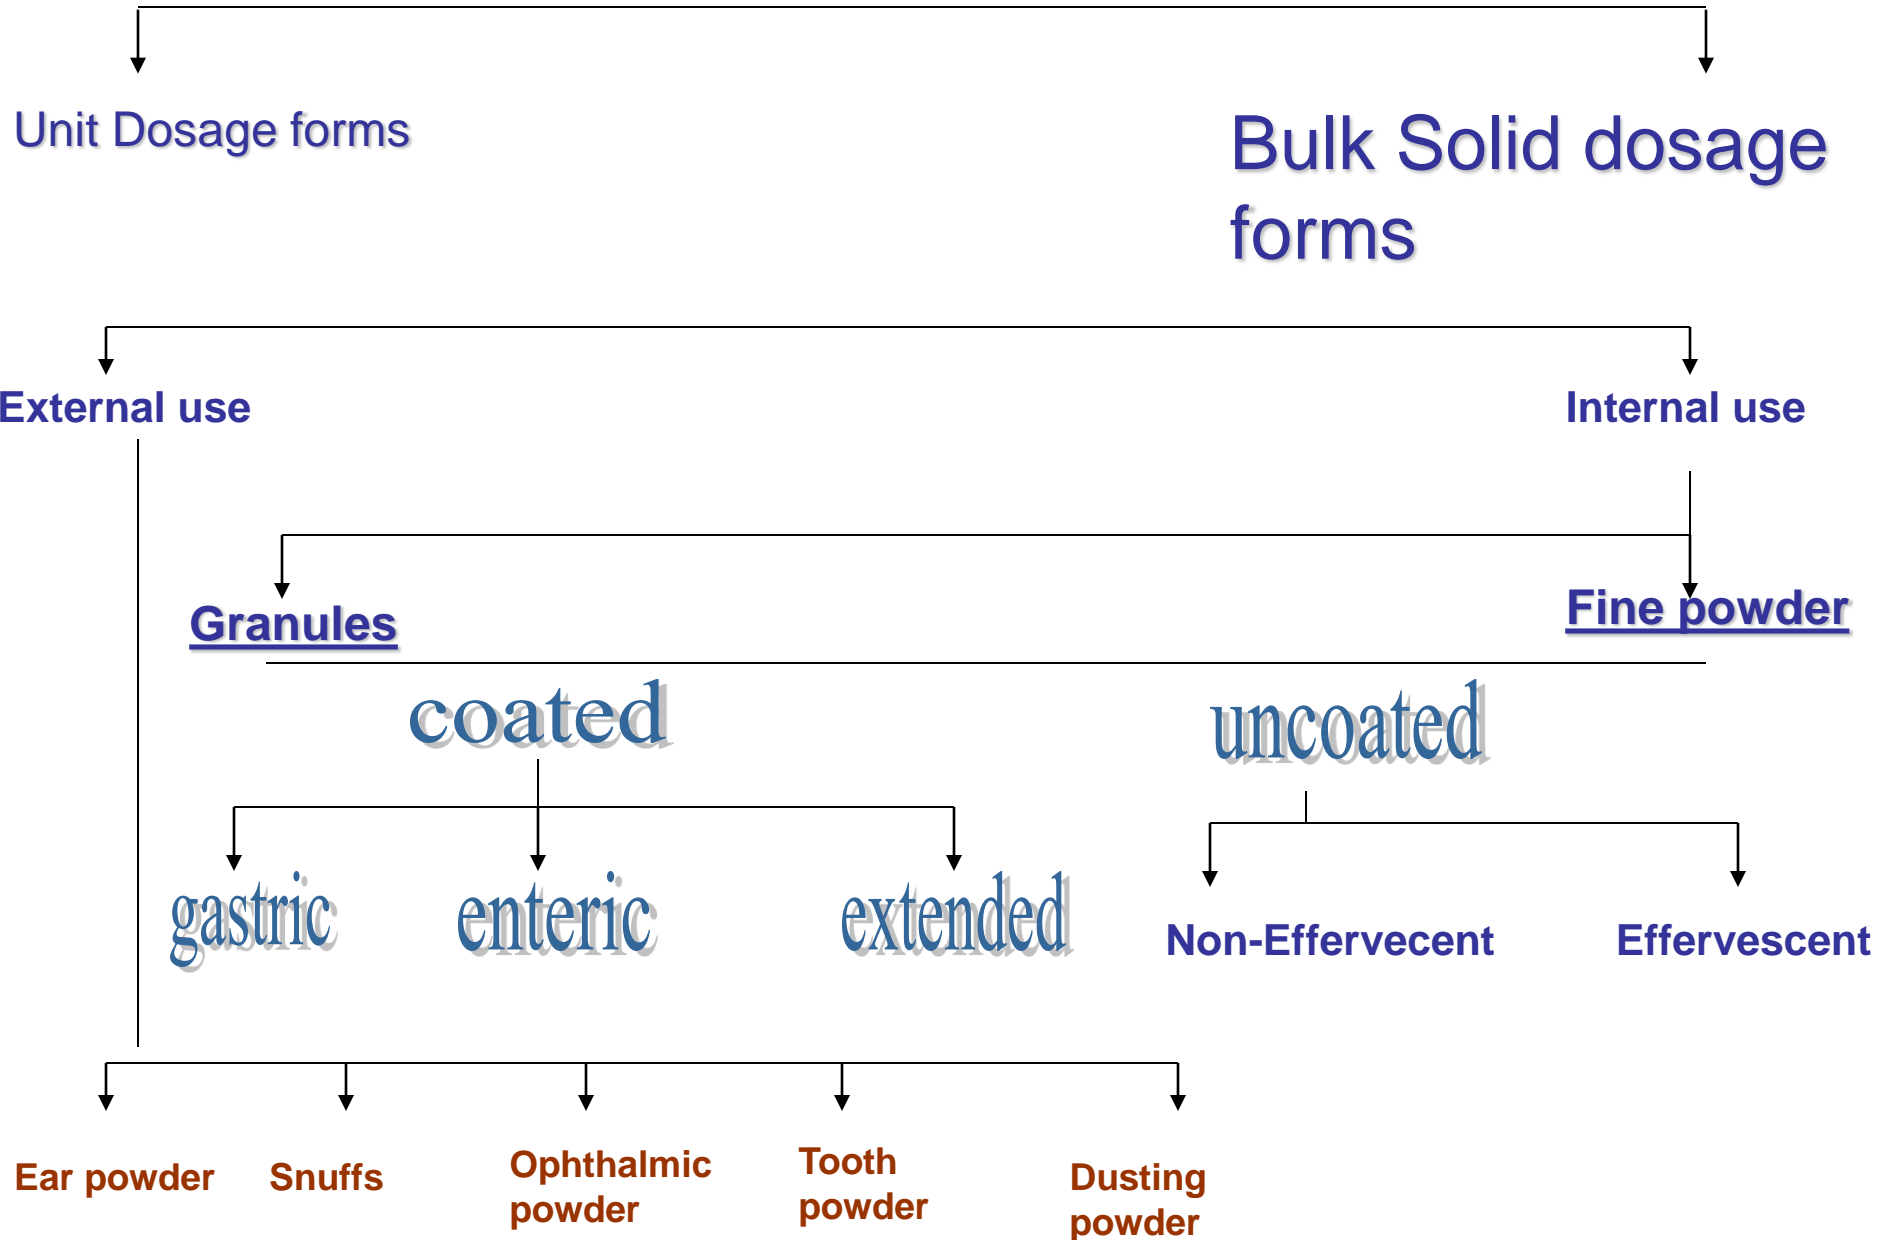 Unit Dosage forms
Bulk Solid dosage
forms
External use
Internal use
Granules
Fine powder
coated
uncoated
gastric
enteric
extended
Non-Effervecent
Effervescent
Ear powder
Snuffs
Ophthalmic
powder
Tooth
powder
Dusting
powder